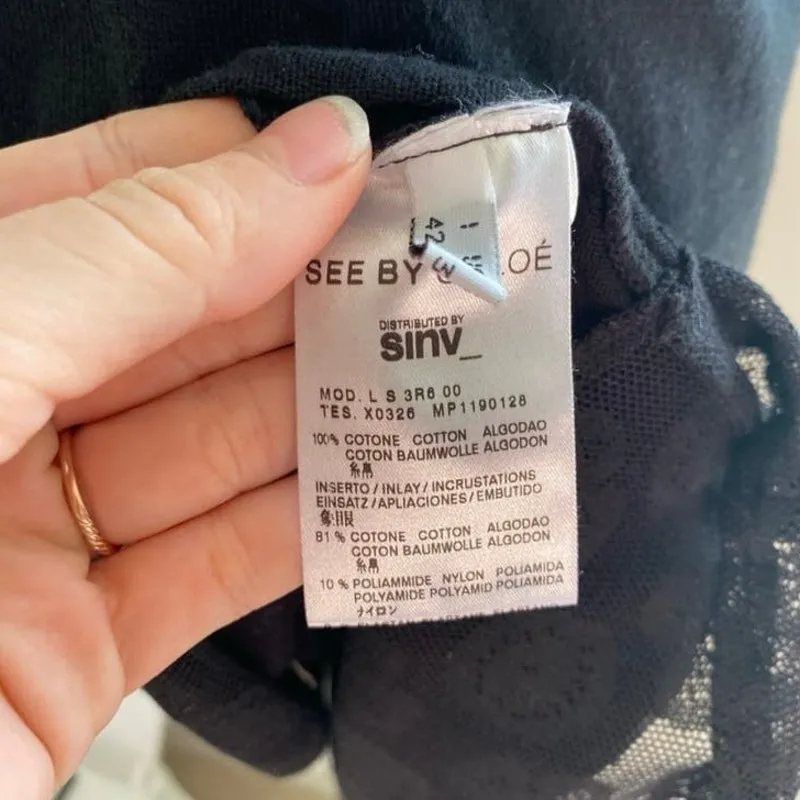 42
SEE BY
DISTRIBUTED BY
sinv_
MOD. L S 3R6 00
TES. X0326 MP1190128
100% COTONE COTTON ALGODAO
COTON BAUMWOLLE ALGODON
INSERTO/INLAY/INCRUSTATIONS
EINSATZ/APLIACIONES/EMBUTIDO
81% COTONE COTTON ALGODAO
COTON BAUMWOLLE ALGODON
10% POLIAMMIDE NYLON POLIAMIDA
POLYAMIDE POLYAMID POLIAMIDA
ナイロン